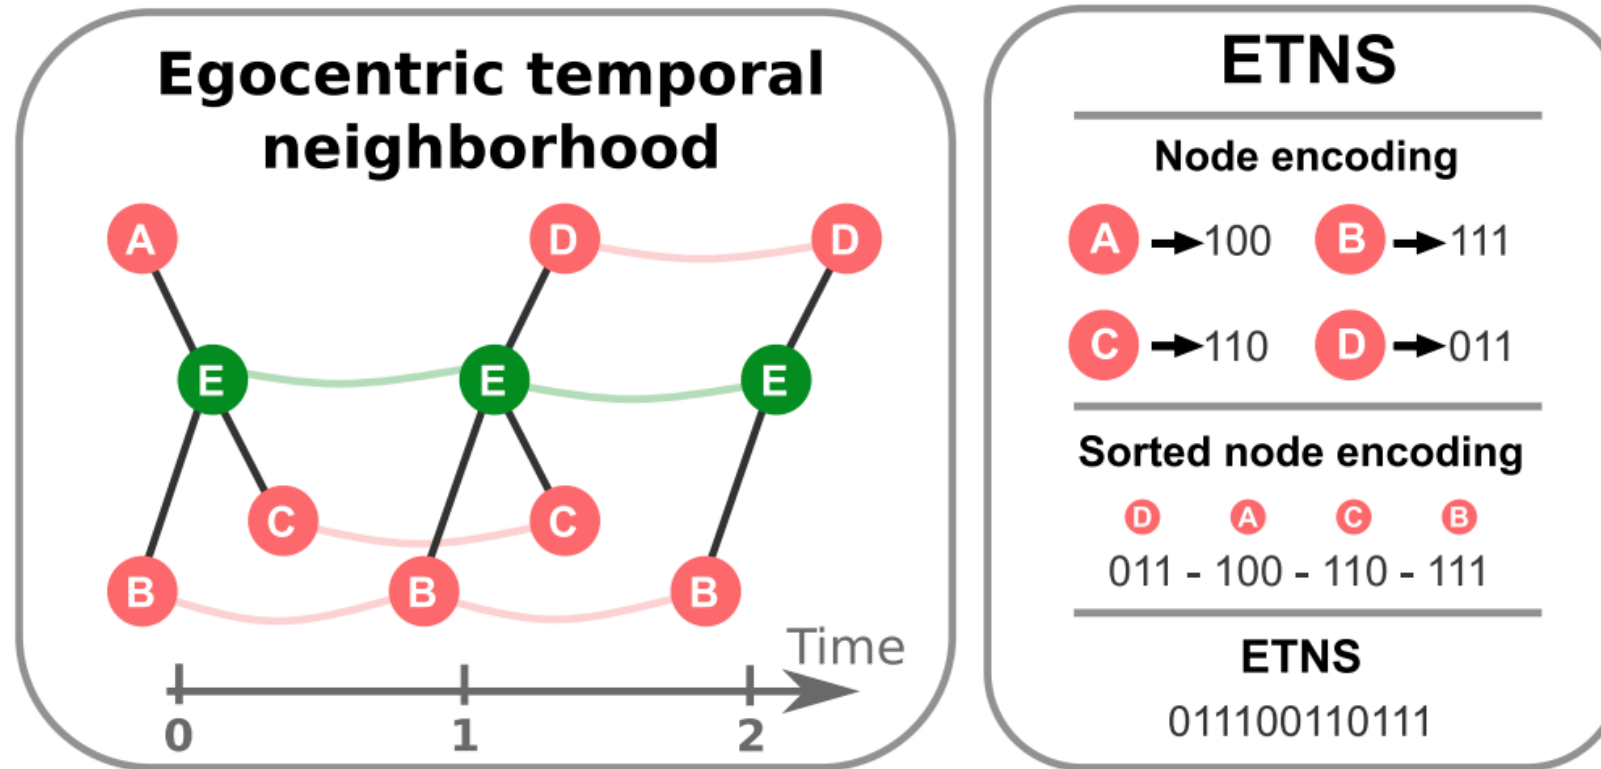 Egocentric temporal
neighborhood
A
D
D
E
E
E
C
C
B
B
B
Time
0 1 2
ETNS
Node encoding
A 100 B 111
C 110 D 011
Sorted node encoding
D A C B
011 - 100 - 110 - 111
ETNS
011100110111